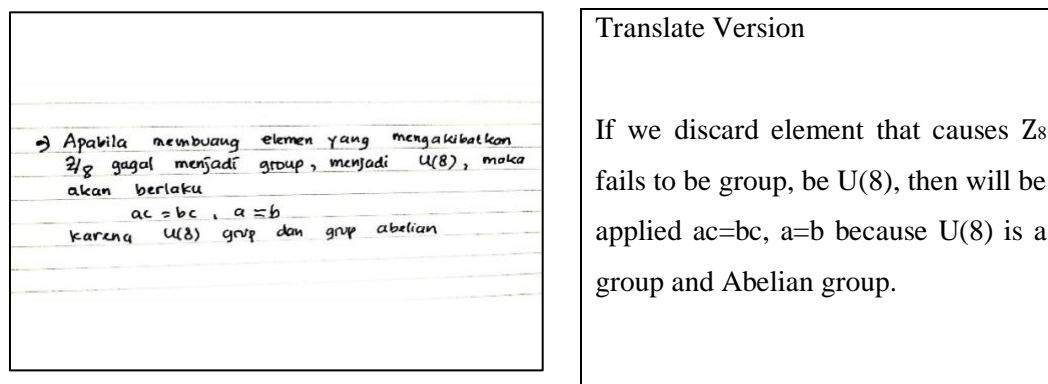 → Apabila membuang elemen yang mengakibatkan
Z/8 gagal menjadi group, menjadi U(8), maka
akan berlaku
ac = bc, a = b
karena U(8) grup dan grup abelian
Translate Version
If we discard element that causes Z₈
fails to be group, be U(8), then will be
applied ac=bc, a=b because U(8) is a
group and Abelian group.